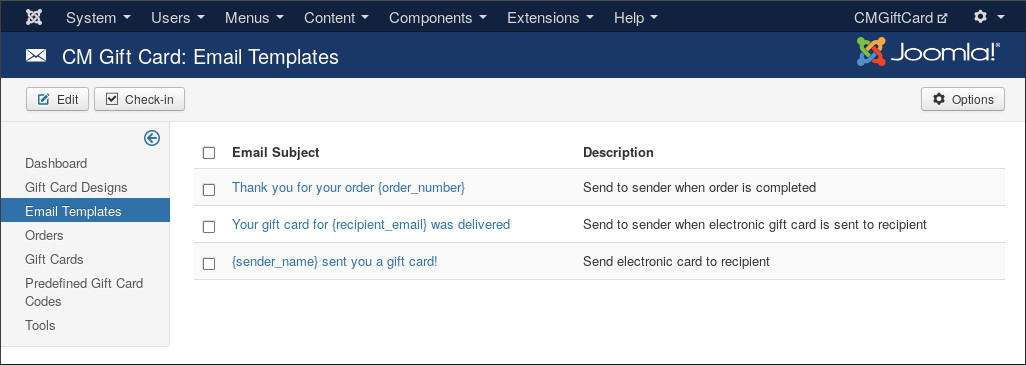 System Users Menus Content Components Extensions Help CMGiftCard
CM Gift Card: Email Templates Joomla!®
Edit Check-in Options
Dashboard
Gift Card Designs
Email Templates
Orders
Gift Cards
Predefined Gift Card
Codes
Tools
Email Subject Description
Thank you for your order {order_number} Send to sender when order is completed
Your gift card for {recipient_email} was delivered Send to sender when electronic gift card is sent to recipient
{sender_name} sent you a gift card! Send electronic card to recipient